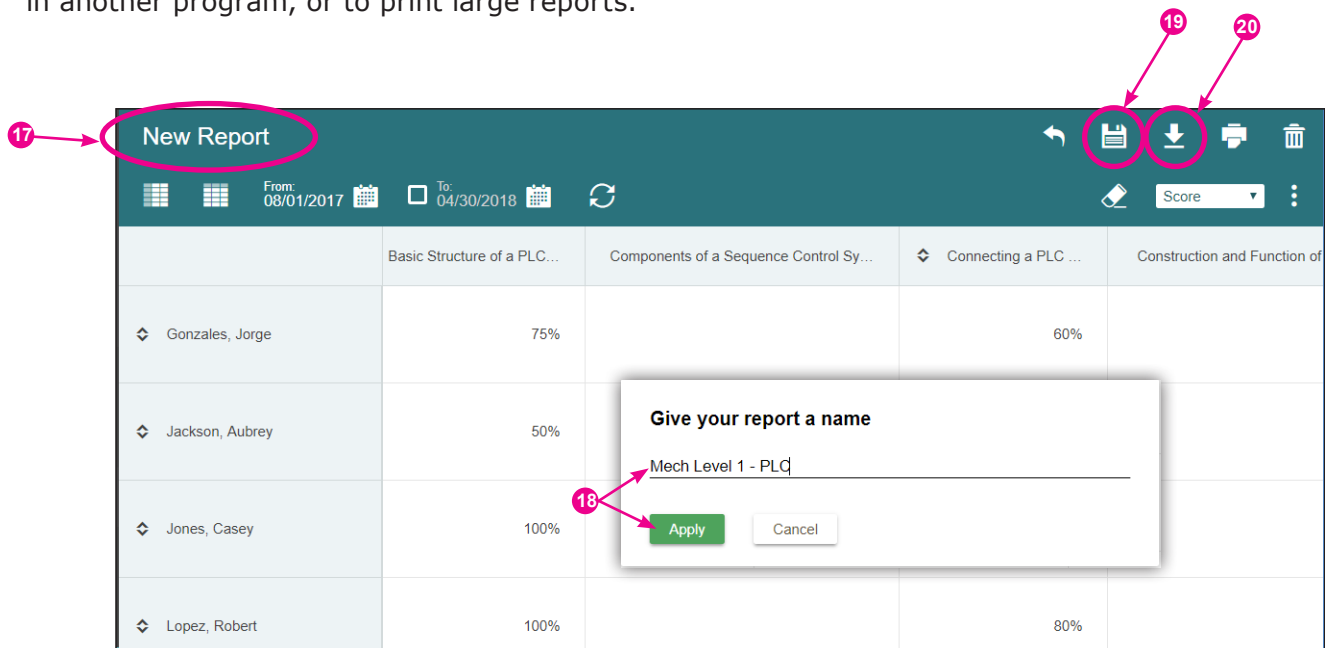 in another program, or to print large reports.
19
20
17
New Report
From:
08/01/2017
To:
04/30/2018
Score
Basic Structure of a PLC...
Components of a Sequence Control Sy...
Connecting a PLC ...
Construction and Function of
Gonzales, Jorge
75%
60%
Jackson, Aubrey
50%
Give your report a name
Mech Level 1 - PLC
18
Apply
Cancel
Jones, Casey
100%
Lopez, Robert
100%
80%